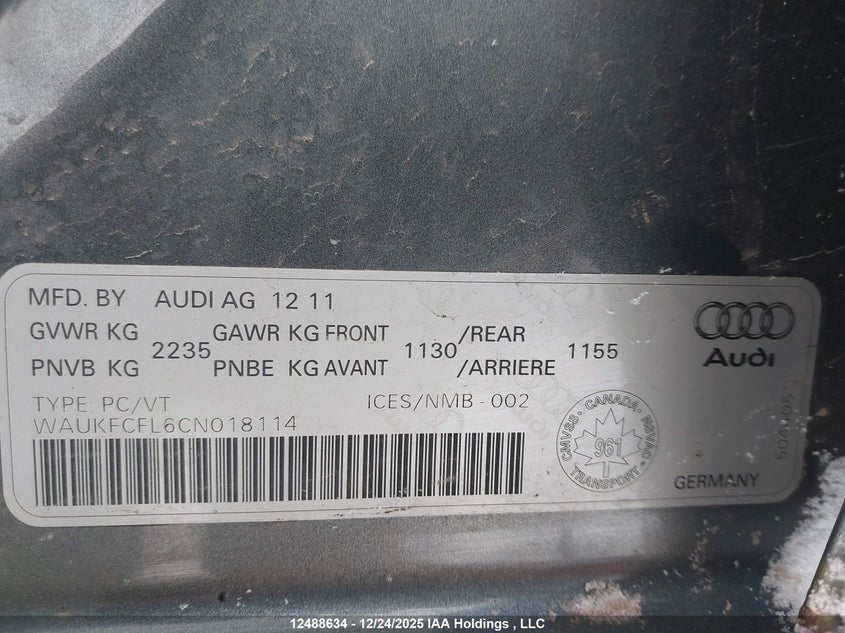 MFD. BY AUDI AG 12 11
GVWR KG 2235 GAWR KG FRONT 1130 /REAR 1155
PNVB KG PNBE KG AVANT /ARRIERE
Audi
TYPE: PC/VT ICES/NMB - 002
WAUKFCFL6CN018114
CMVSS - CANADA - NSVAC
961
TRANSPORT
GERMANY
12488634 - 12/24/2025 IAA Holdings , LLC